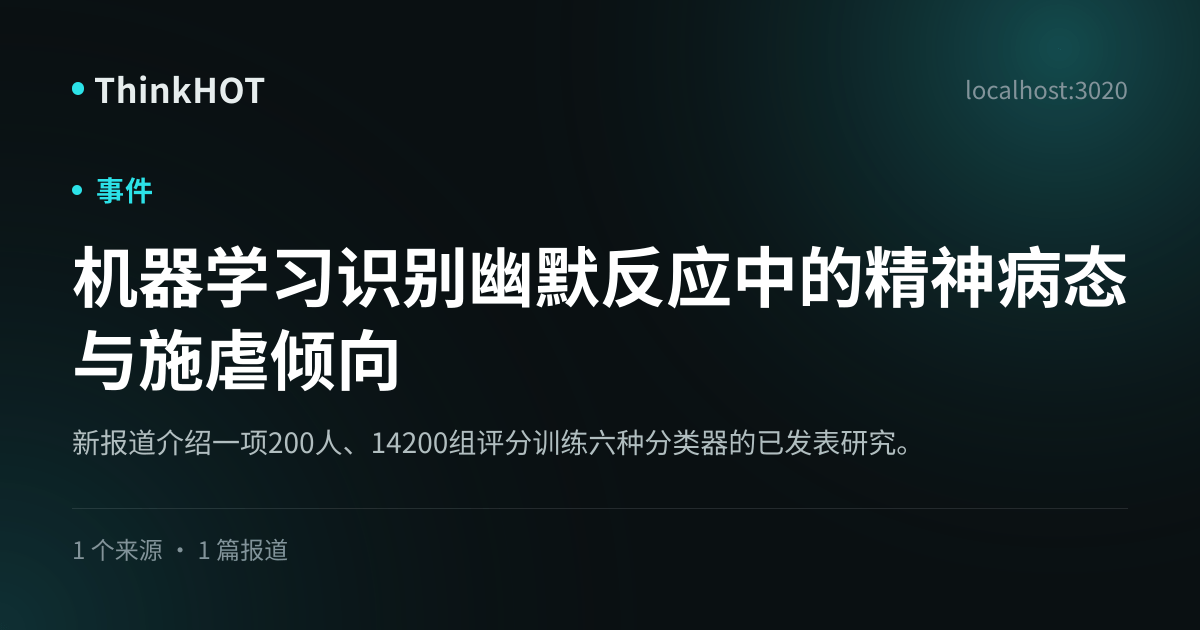 ThinkHOT
localhost:3020
事件
机器学习识别幽默反应中的精神病态
与施虐倾向
新报道介绍一项200人、14200组评分训练六种分类器的已发表研究。
1 个来源 · 1 篇报道